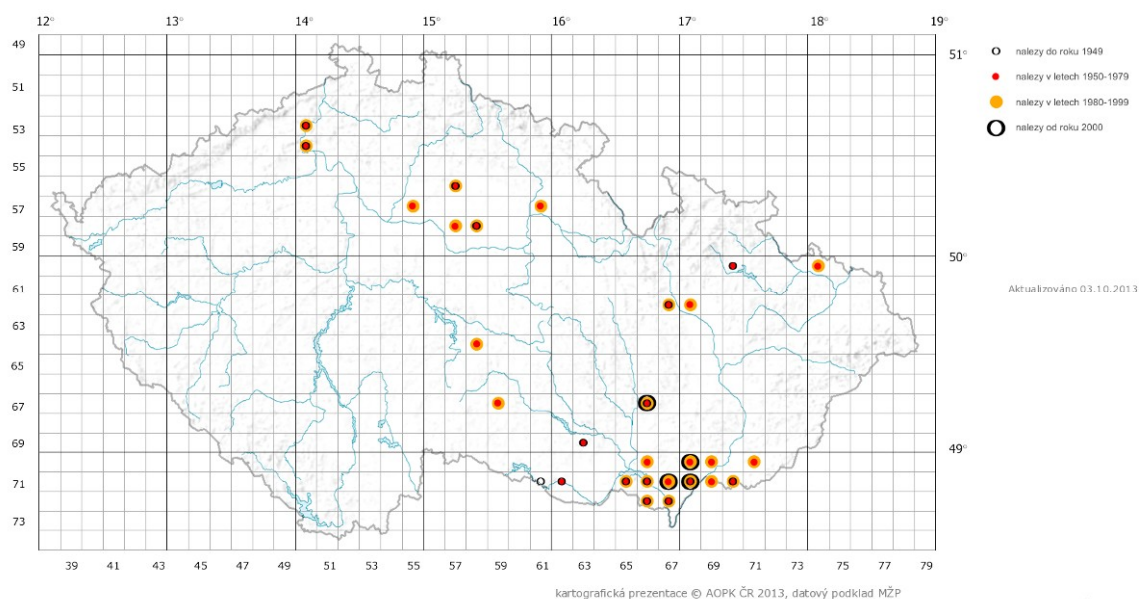 12° 13° 14° 15° 16° 17° 18° 19°
49
51°
51
53
55
57
59
50°
61
63
67
69
49°
71
73
39 41 43 45 47 49 51 53 55 57 59 61 63 65 67 69 71 73 75 77 79
nalezy do roku 1949
nalezy v letech 1950-1979
nalezy v letech 1980-1999
nalezy od roku 2000
Aktualizováno 03.10.2013
kartografická prezentace © AOPK ČR 2013, datový podklad MŽP